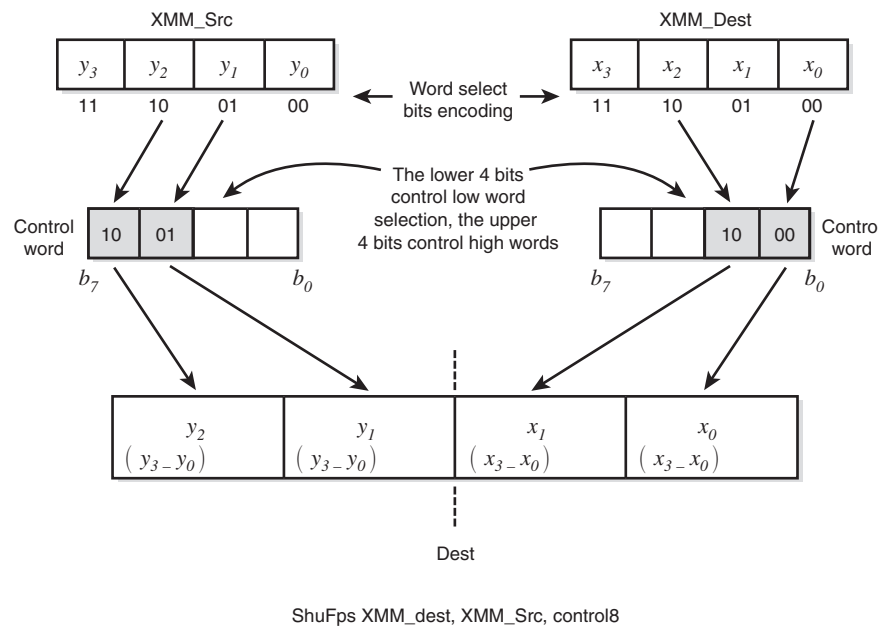 XMM_Src
XMM_Dest
y3 y2 y1 y0
x3 x2 x1 x0
11 10 01 00
Word select
bits encoding
11 10 01 00
The lower 4 bits
control low word
selection, the upper
4 bits control high words
Control
word
10 01
b7 b0
10 00
Contro
word
b7 b0
y2 y1 x1 x0
( y3 – y0 ) ( y3 – y0 ) ( x3 – x0 ) ( x3 – x0 )
Dest
ShuFps XMM_dest, XMM_Src, control8